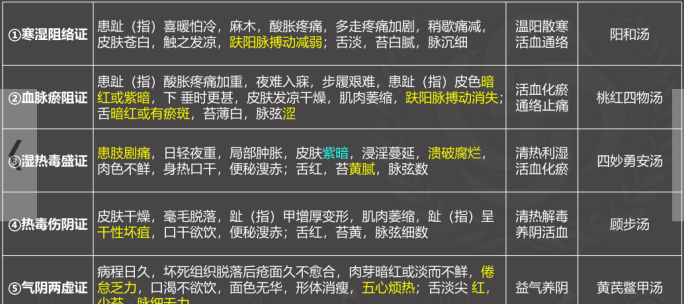 ①寒湿阻络证
患趾（指）喜暖怕冷，麻木，酸胀疼痛，多走疼痛加剧，稍歇痛减，
皮肤苍白，触之发凉，趺阳脉搏动减弱；舌淡，苔白腻，脉沉细
温阳散寒
活血通络
阳和汤
②血脉瘀阻证
患趾（指）酸胀疼痛加重，夜难入寐，步履艰难，患趾（指）皮色暗
红或紫暗，下 垂时更甚，皮肤发凉干燥，肌肉萎缩，趺阳脉搏动消失；
舌暗红或有瘀斑，苔薄白，脉弦涩
活血化瘀
通络止痛
桃红四物汤
③湿热毒盛证
患肢剧痛，日轻夜重，局部肿胀，皮肤紫暗，浸淫蔓延，溃破腐烂，
肉色不鲜，身热口干，便秘溲赤；舌红，苔黄腻，脉弦数
清热利湿
活血化瘀
四妙勇安汤
④热毒伤阴证
皮肤干燥，毫毛脱落，趾（指）甲增厚变形，肌肉萎缩，趾（指）呈
干性坏疽，口干欲饮，便秘溲赤；舌红，苔黄，脉弦细数
清热解毒
养阴活血
顾步汤
⑤气阴两虚证
病程日久，坏死组织脱落后疮面久不愈合，肉芽暗红或淡而不鲜，倦
怠乏力，口渴不欲饮，面色无华，形体消瘦，五心烦热；舌淡尖 红，
少苔，脉细无力
益气养阴
黄芪鳖甲汤